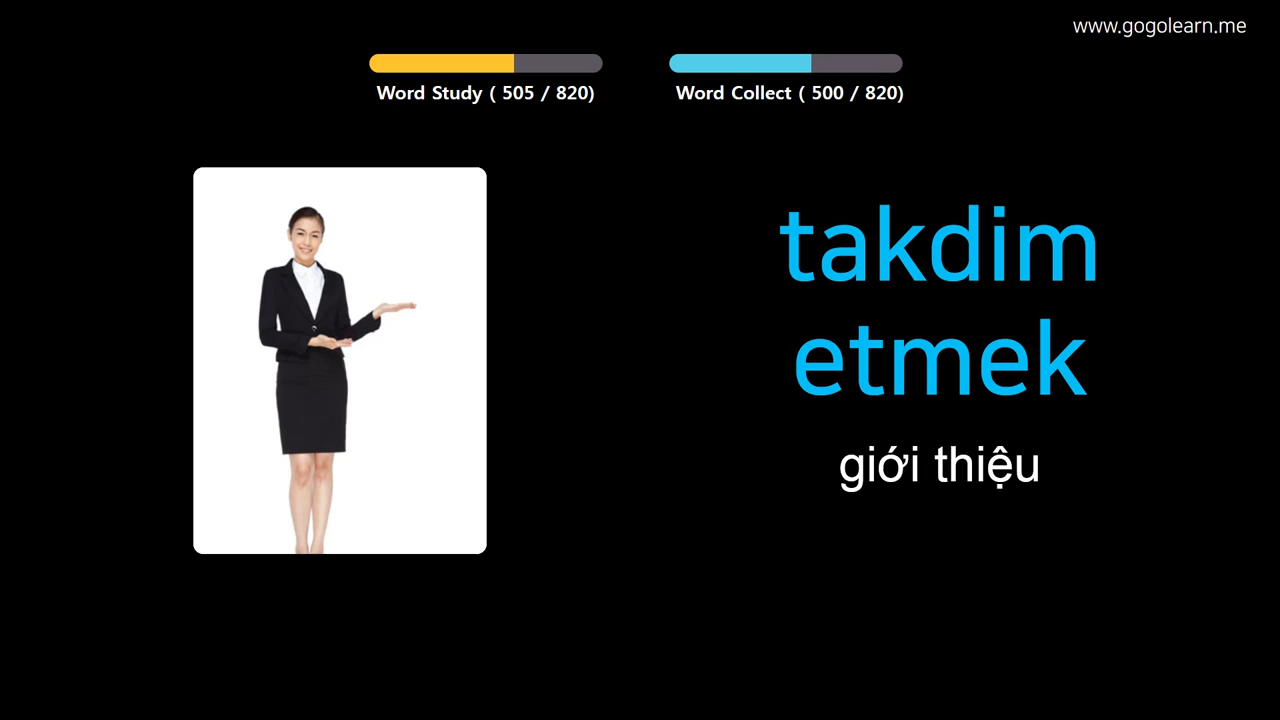 www.gogolearn.me
Word Study ( 505 / 820)
Word Collect ( 500 / 820)
takdim
etmek
giới thiệu